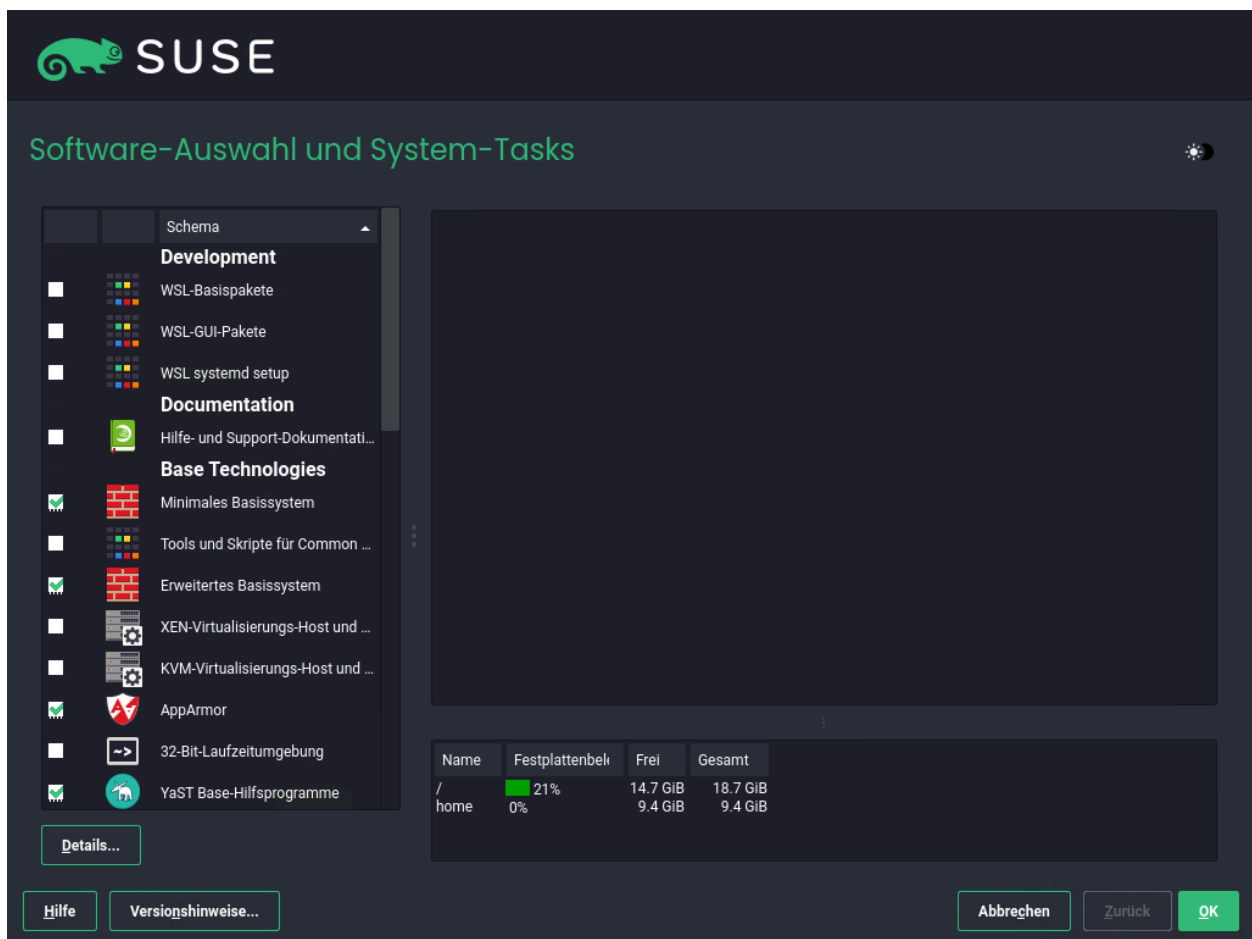 SUSE
Software-Auswahl und System-Tasks
Schema
Development
WSL-Basispakete
WSL-GUI-Pakete
WSL systemd setup
Documentation
Hilfe- und Support-Dokumentati...
Base Technologies
Minimales Basissystem
Tools und Skripte für Common ...
Erweitertes Basissystem
XEN-Virtualisierungs-Host und ...
KVM-Virtualisierungs-Host und ...
AppArmor
32-Bit-Laufzeitumgebung
YaST Base-Hilfsprogramme
Details...
Name Festplattenbele Frei Gesamt
/ 21% 14.7 GiB 18.7 GiB
home 0% 9.4 GiB 9.4 GiB
Hilfe Versionshinweise... Abbrechen Zurück OK